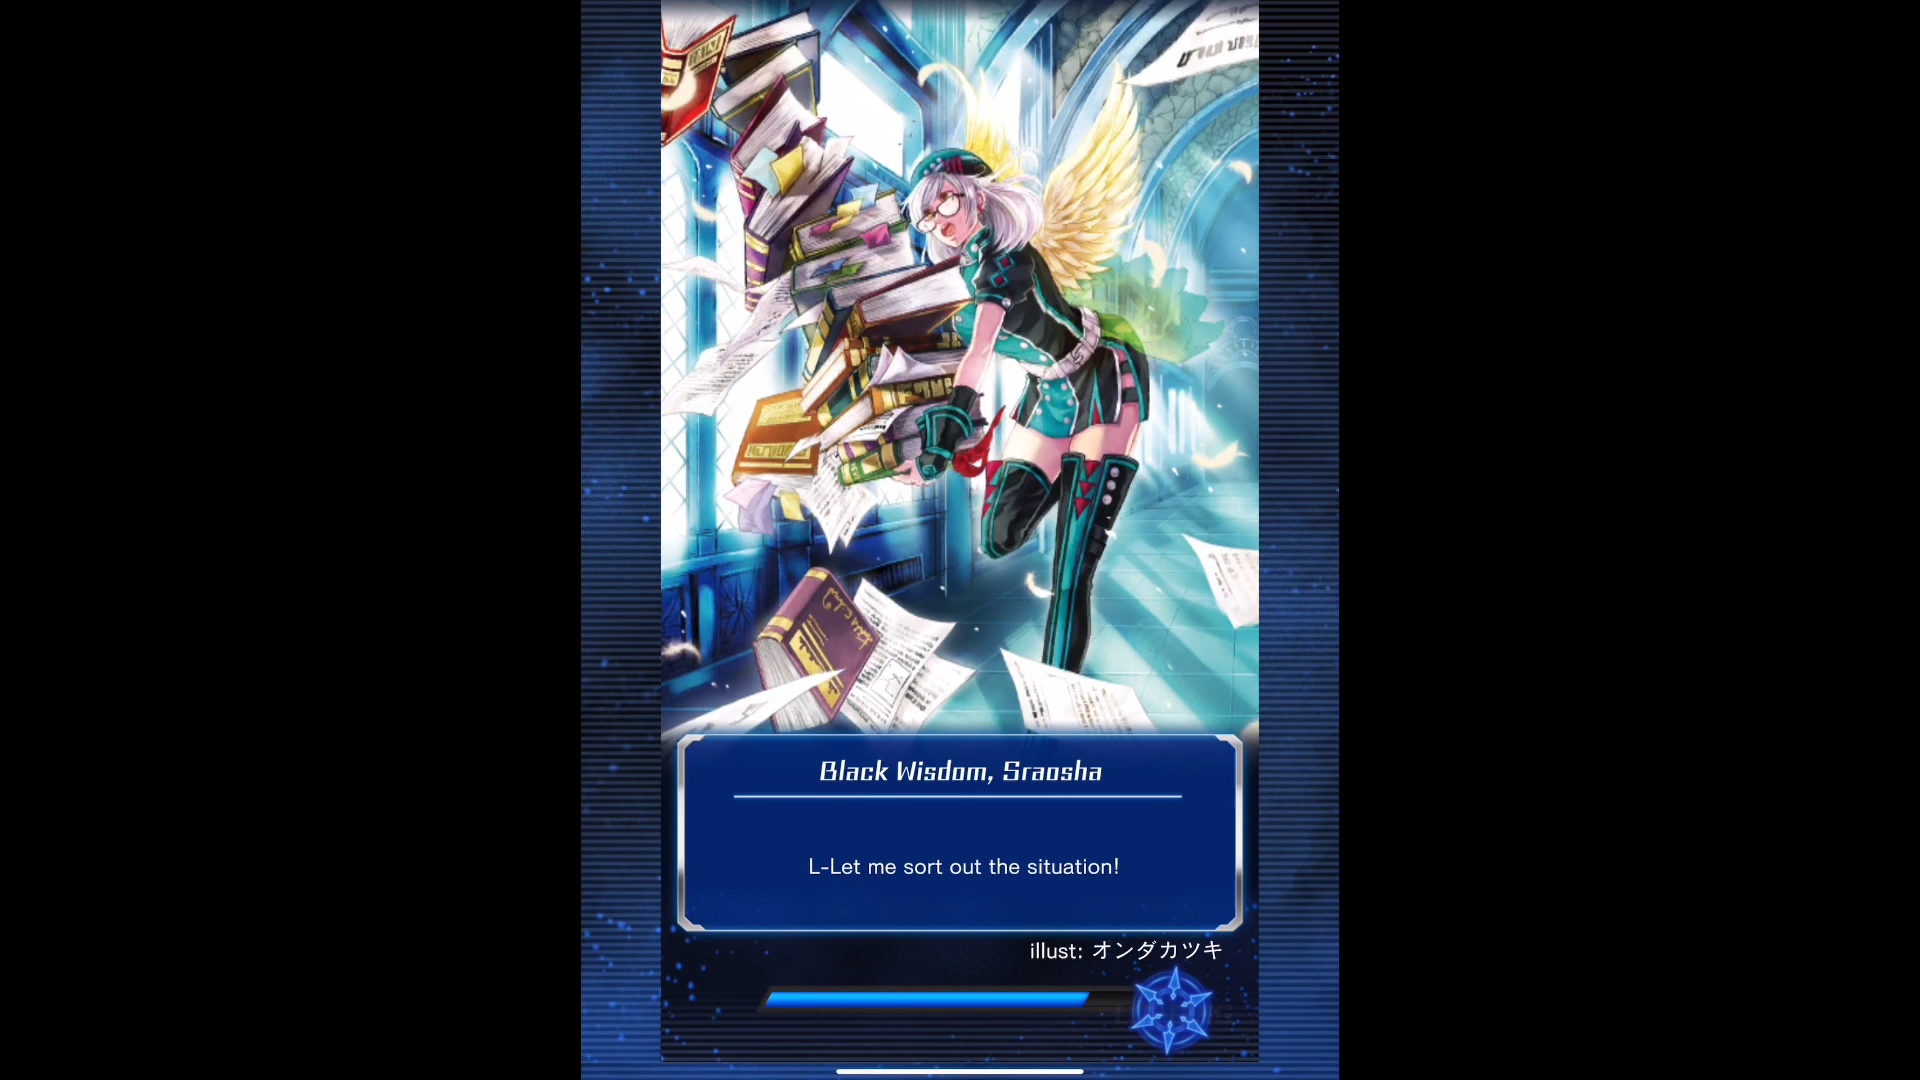 Black Wisdom, Sraosha
L-Let me sort out the situation!
illust: オンダカツキ